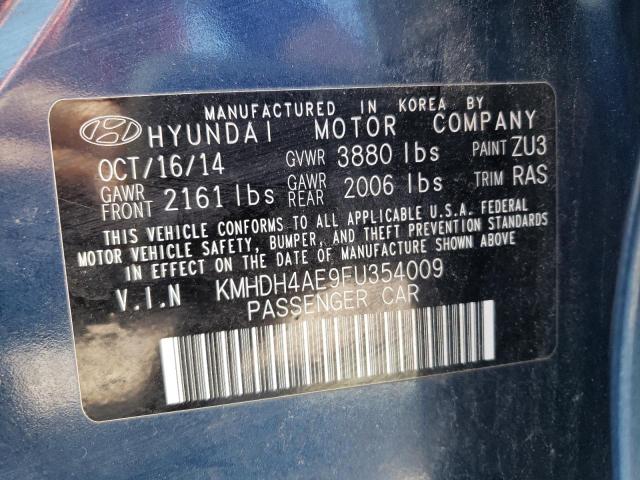 MANUFACTURED IN KOREA BY
HYUNDAI MOTOR COMPANY
OCT/16/14 GVWR 3880 lbs PAINT ZU3
GAWR FRONT 2161 lbs GAWR REAR 2006 lbs TRIM RAS
THIS VEHICLE CONFORMS TO ALL APPLICABLE U.S.A. FEDERAL
MOTOR VEHICLE SAFETY, BUMPER, AND THEFT PREVENTION STANDARDS
IN EFFECT ON THE DATE OF MANUFACTURE SHOWN ABOVE
V.I.N KMHDH4AE9FU354009
PASSENGER CAR